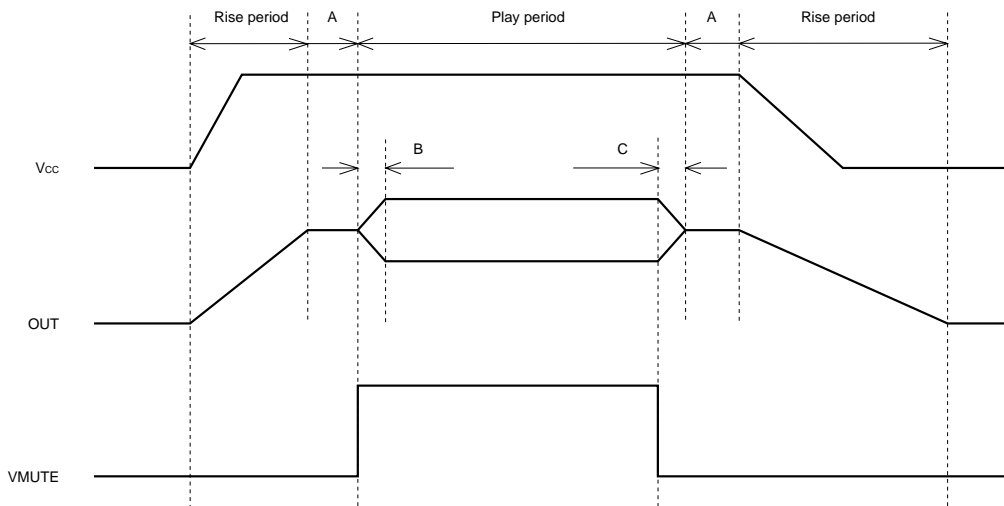 Rise period
A
Play period
A
Rise period
VCC
B
C
OUT
VMUTE